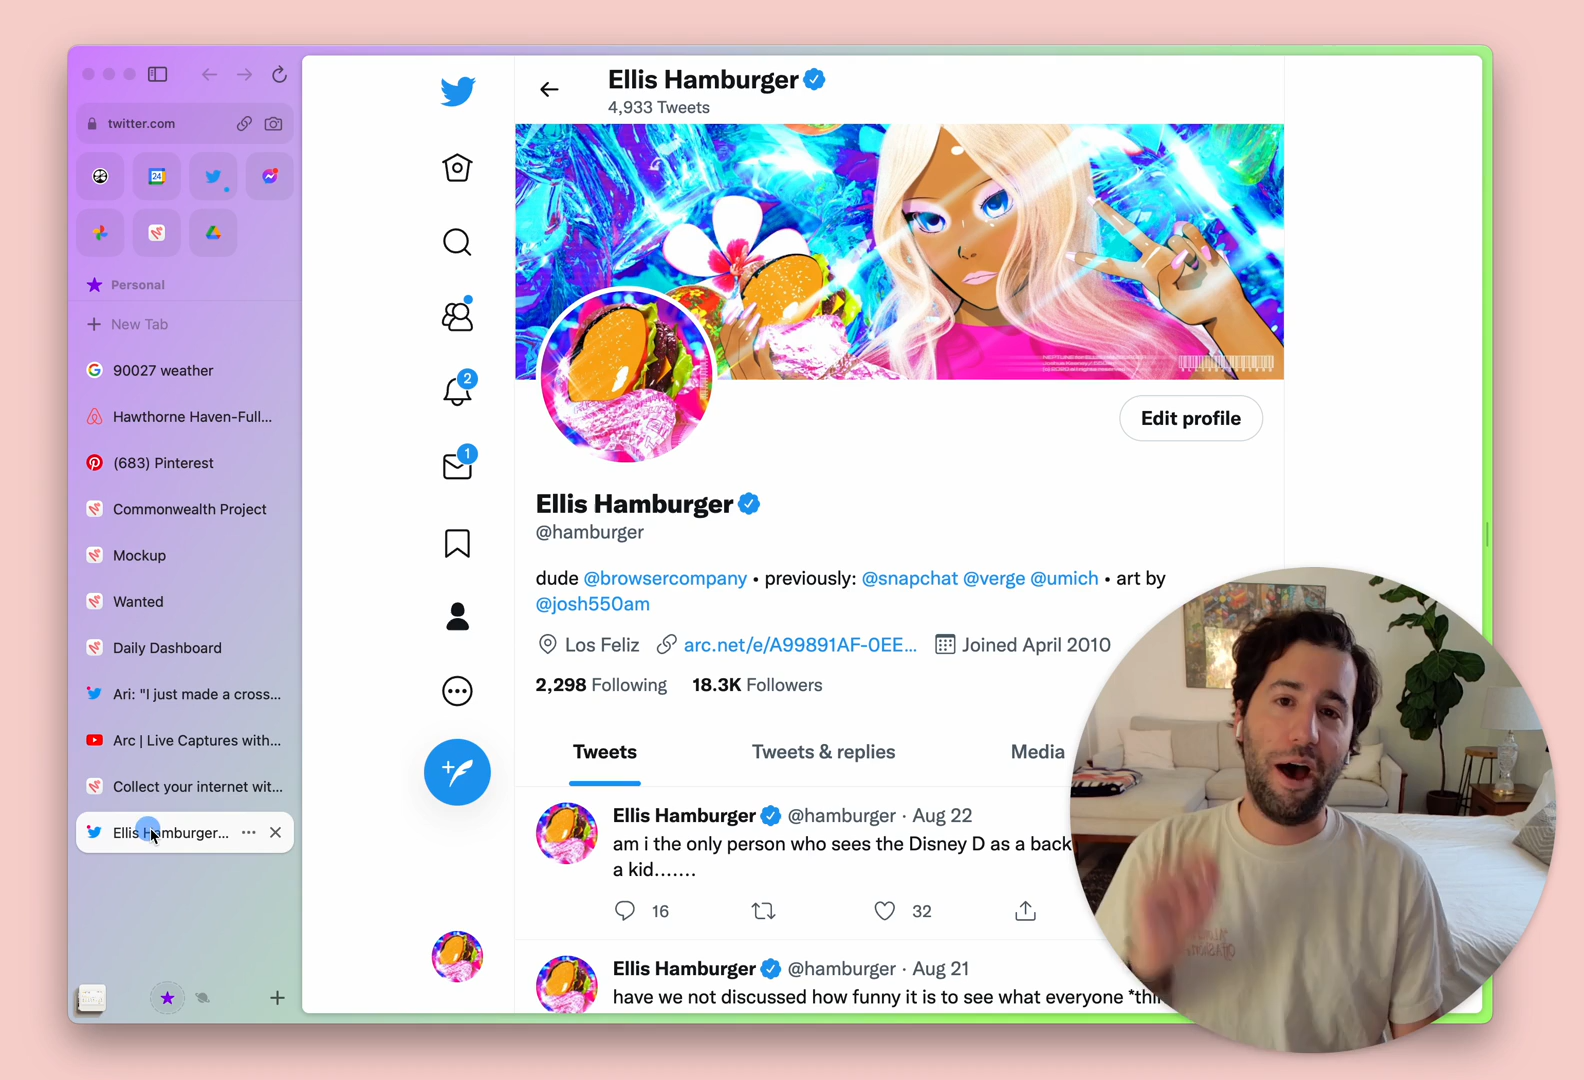 twitter.com
24
Personal
New Tab
90027 weather
Hawthorne Haven-Full...
(683) Pinterest
Commonwealth Project
Mockup
Wanted
Daily Dashboard
Ari: "I just made a cross...
Arc | Live Captures with...
Collect your internet wit...
Ellis Hamburger...
Ellis Hamburger
4,933 Tweets
2
1
Edit profile
Ellis Hamburger
@hamburger
dude @browsercompany • previously: @snapchat @verge @umich • art by
@josh550am
Los Feliz arc.net/e/A99891AF-0EE... Joined April 2010
2,298 Following 18.3K Followers
Tweets Tweets & replies Media
Ellis Hamburger @hamburger · Aug 22
am i the only person who sees the Disney D as a back
a kid.......
16 32
Ellis Hamburger @hamburger · Aug 21
have we not discussed how funny it is to see what everyone